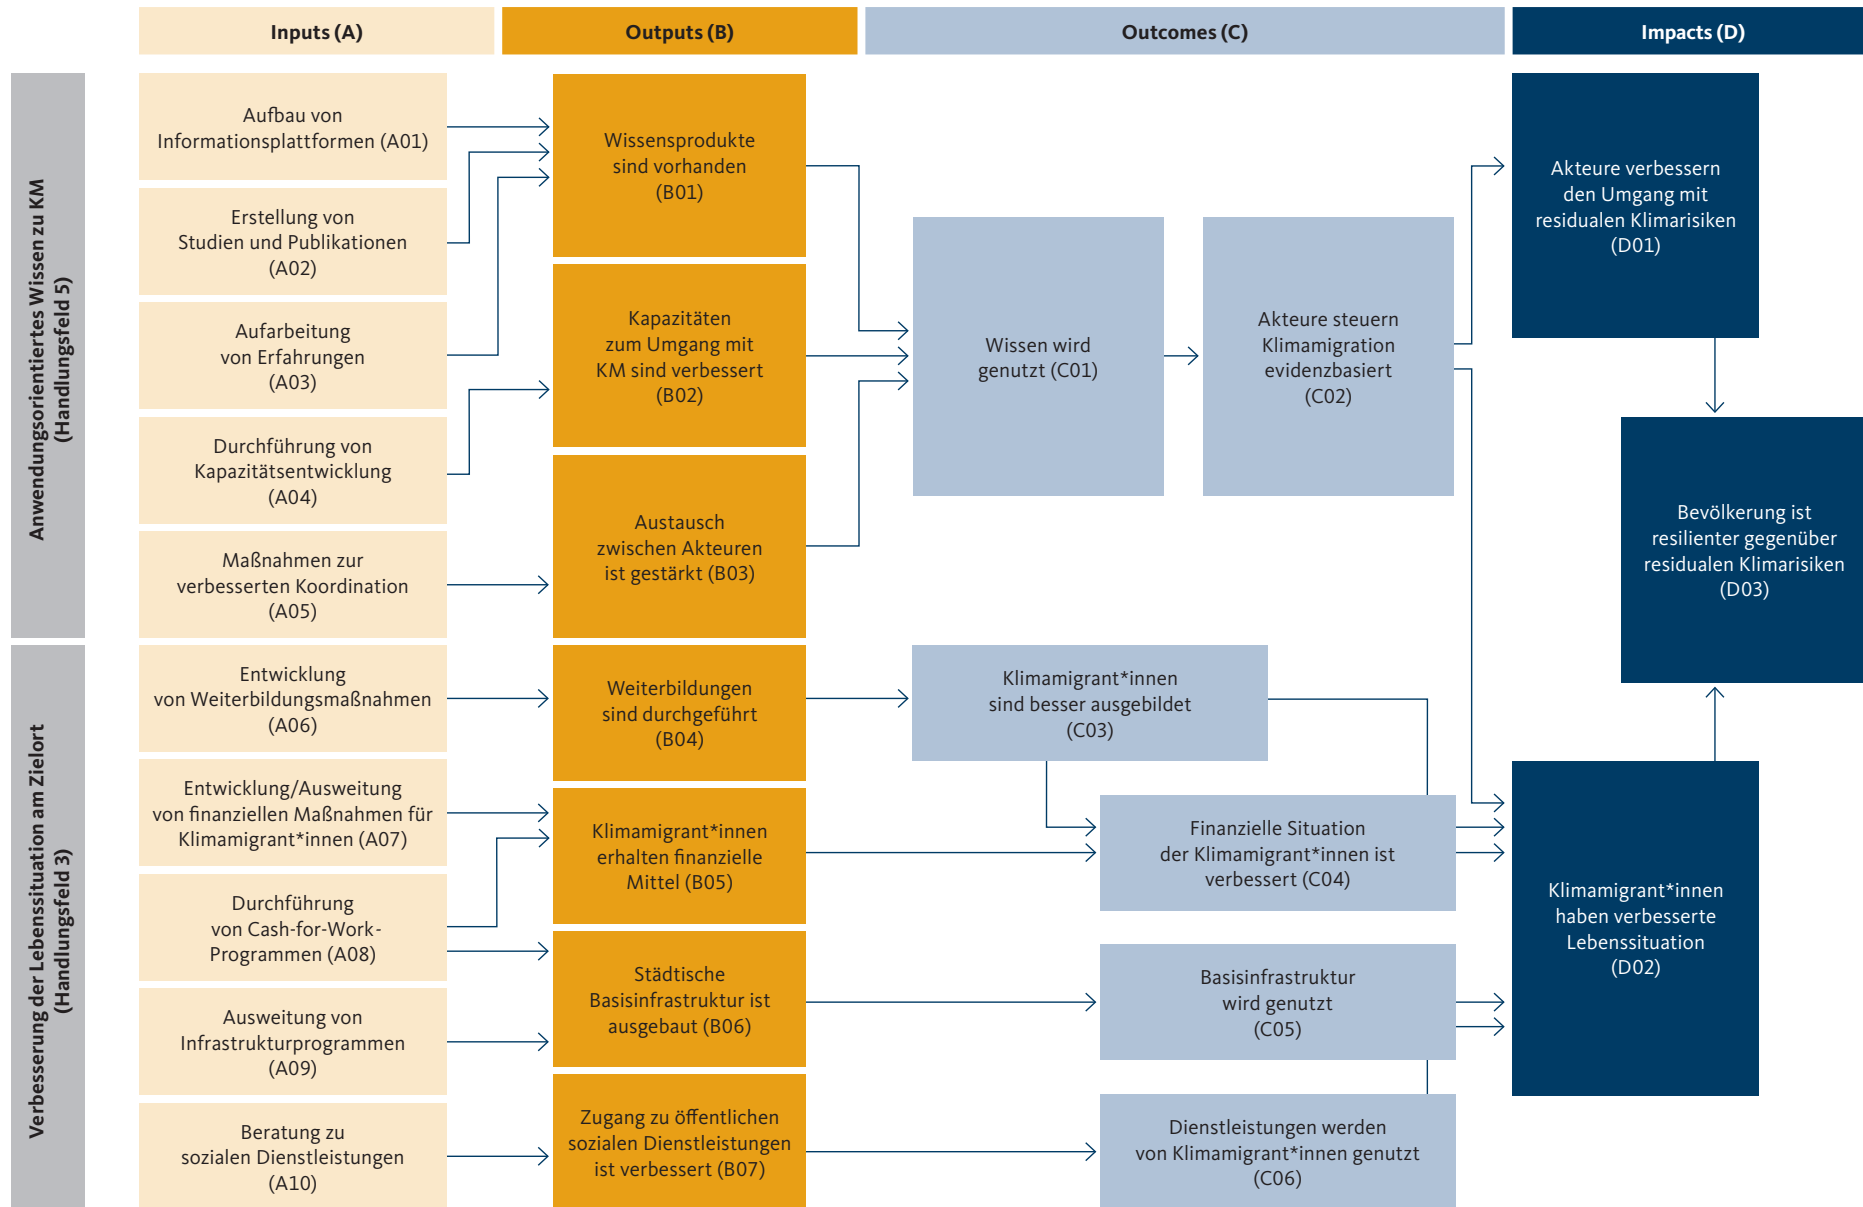 Inputs (A)
Outputs (B)
Outcomes (C)
Impacts (D)
Anwendungsorientiertes Wissen zu KM
(Handlungsfeld 5)
Aufbau von
Informationsplattformen (A01)
Erstellung von
Studien und Publikationen
(A02)
Aufarbeitung
von Erfahrungen
(A03)
Durchführung von
Kapazitätsentwicklung
(A04)
Maßnahmen zur
verbesserten Koordination
(A05)
Wissensprodukte
sind vorhanden
(B01)
Kapazitäten
zum Umgang mit
KM sind verbessert
(B02)
Austausch
zwischen Akteuren
ist gestärkt (B03)
Wissen wird
genutzt (C01)
Akteure steuern
Klimamigration
evidenzbasiert
(C02)
Akteure verbessern
den Umgang mit
residualen Klimarisiken
(D01)
Bevölkerung ist
resilienter gegenüber
residualen Klimarisiken
(D03)
Verbesserung der Lebenssituation am Zielort
(Handlungsfeld 3)
Entwicklung
von Weiterbildungsmaßnahmen
(A06)
Entwicklung/Ausweitung
von finanziellen Maßnahmen für
Klimamigrant*innen (A07)
Durchführung
von Cash-for-Work-
Programmen (A08)
Ausweitung von
Infrastrukturprogrammen
(A09)
Beratung zu
sozialen Dienstleistungen
(A10)
Weiterbildungen
sind durchgeführt
(B04)
Klimamigrant*innen
erhalten finanzielle
Mittel (B05)
Städtische
Basisinfrastruktur ist
ausgebaut (B06)
Zugang zu öffentlichen
sozialen Dienstleistungen
ist verbessert (B07)
Klimamigrant*innen
sind besser ausgebildet
(C03)
Finanzielle Situation
der Klimamigrant*innen ist
verbessert (C04)
Basisinfrastruktur
wird genutzt
(C05)
Dienstleistungen werden
von Klimamigrant*innen genutzt
(C06)
Klimamigrant*innen
haben verbesserte
Lebenssituation
(D02)